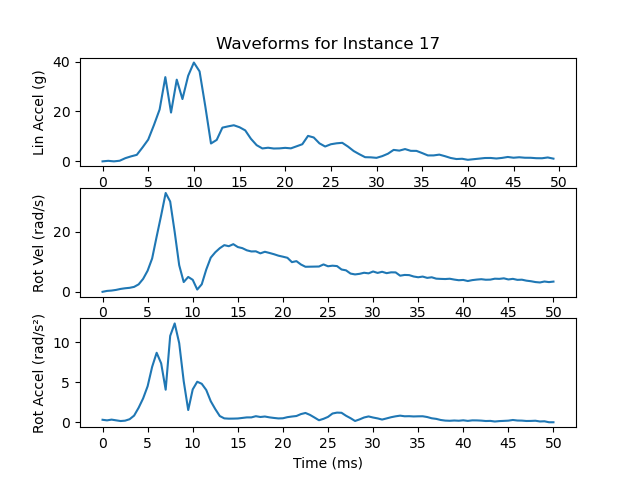 Waveforms for Instance 17
Lin Accel (g)
40
20
0
0 5 10 15 20 25 30 35 40 45 50
Rot Vel (rad/s)
20
0
0 5 10 15 20 25 30 35 40 45 50
Rot Accel (rad/s²)
10
5
0
0 5 10 15 20 25 30 35 40 45 50
Time (ms)